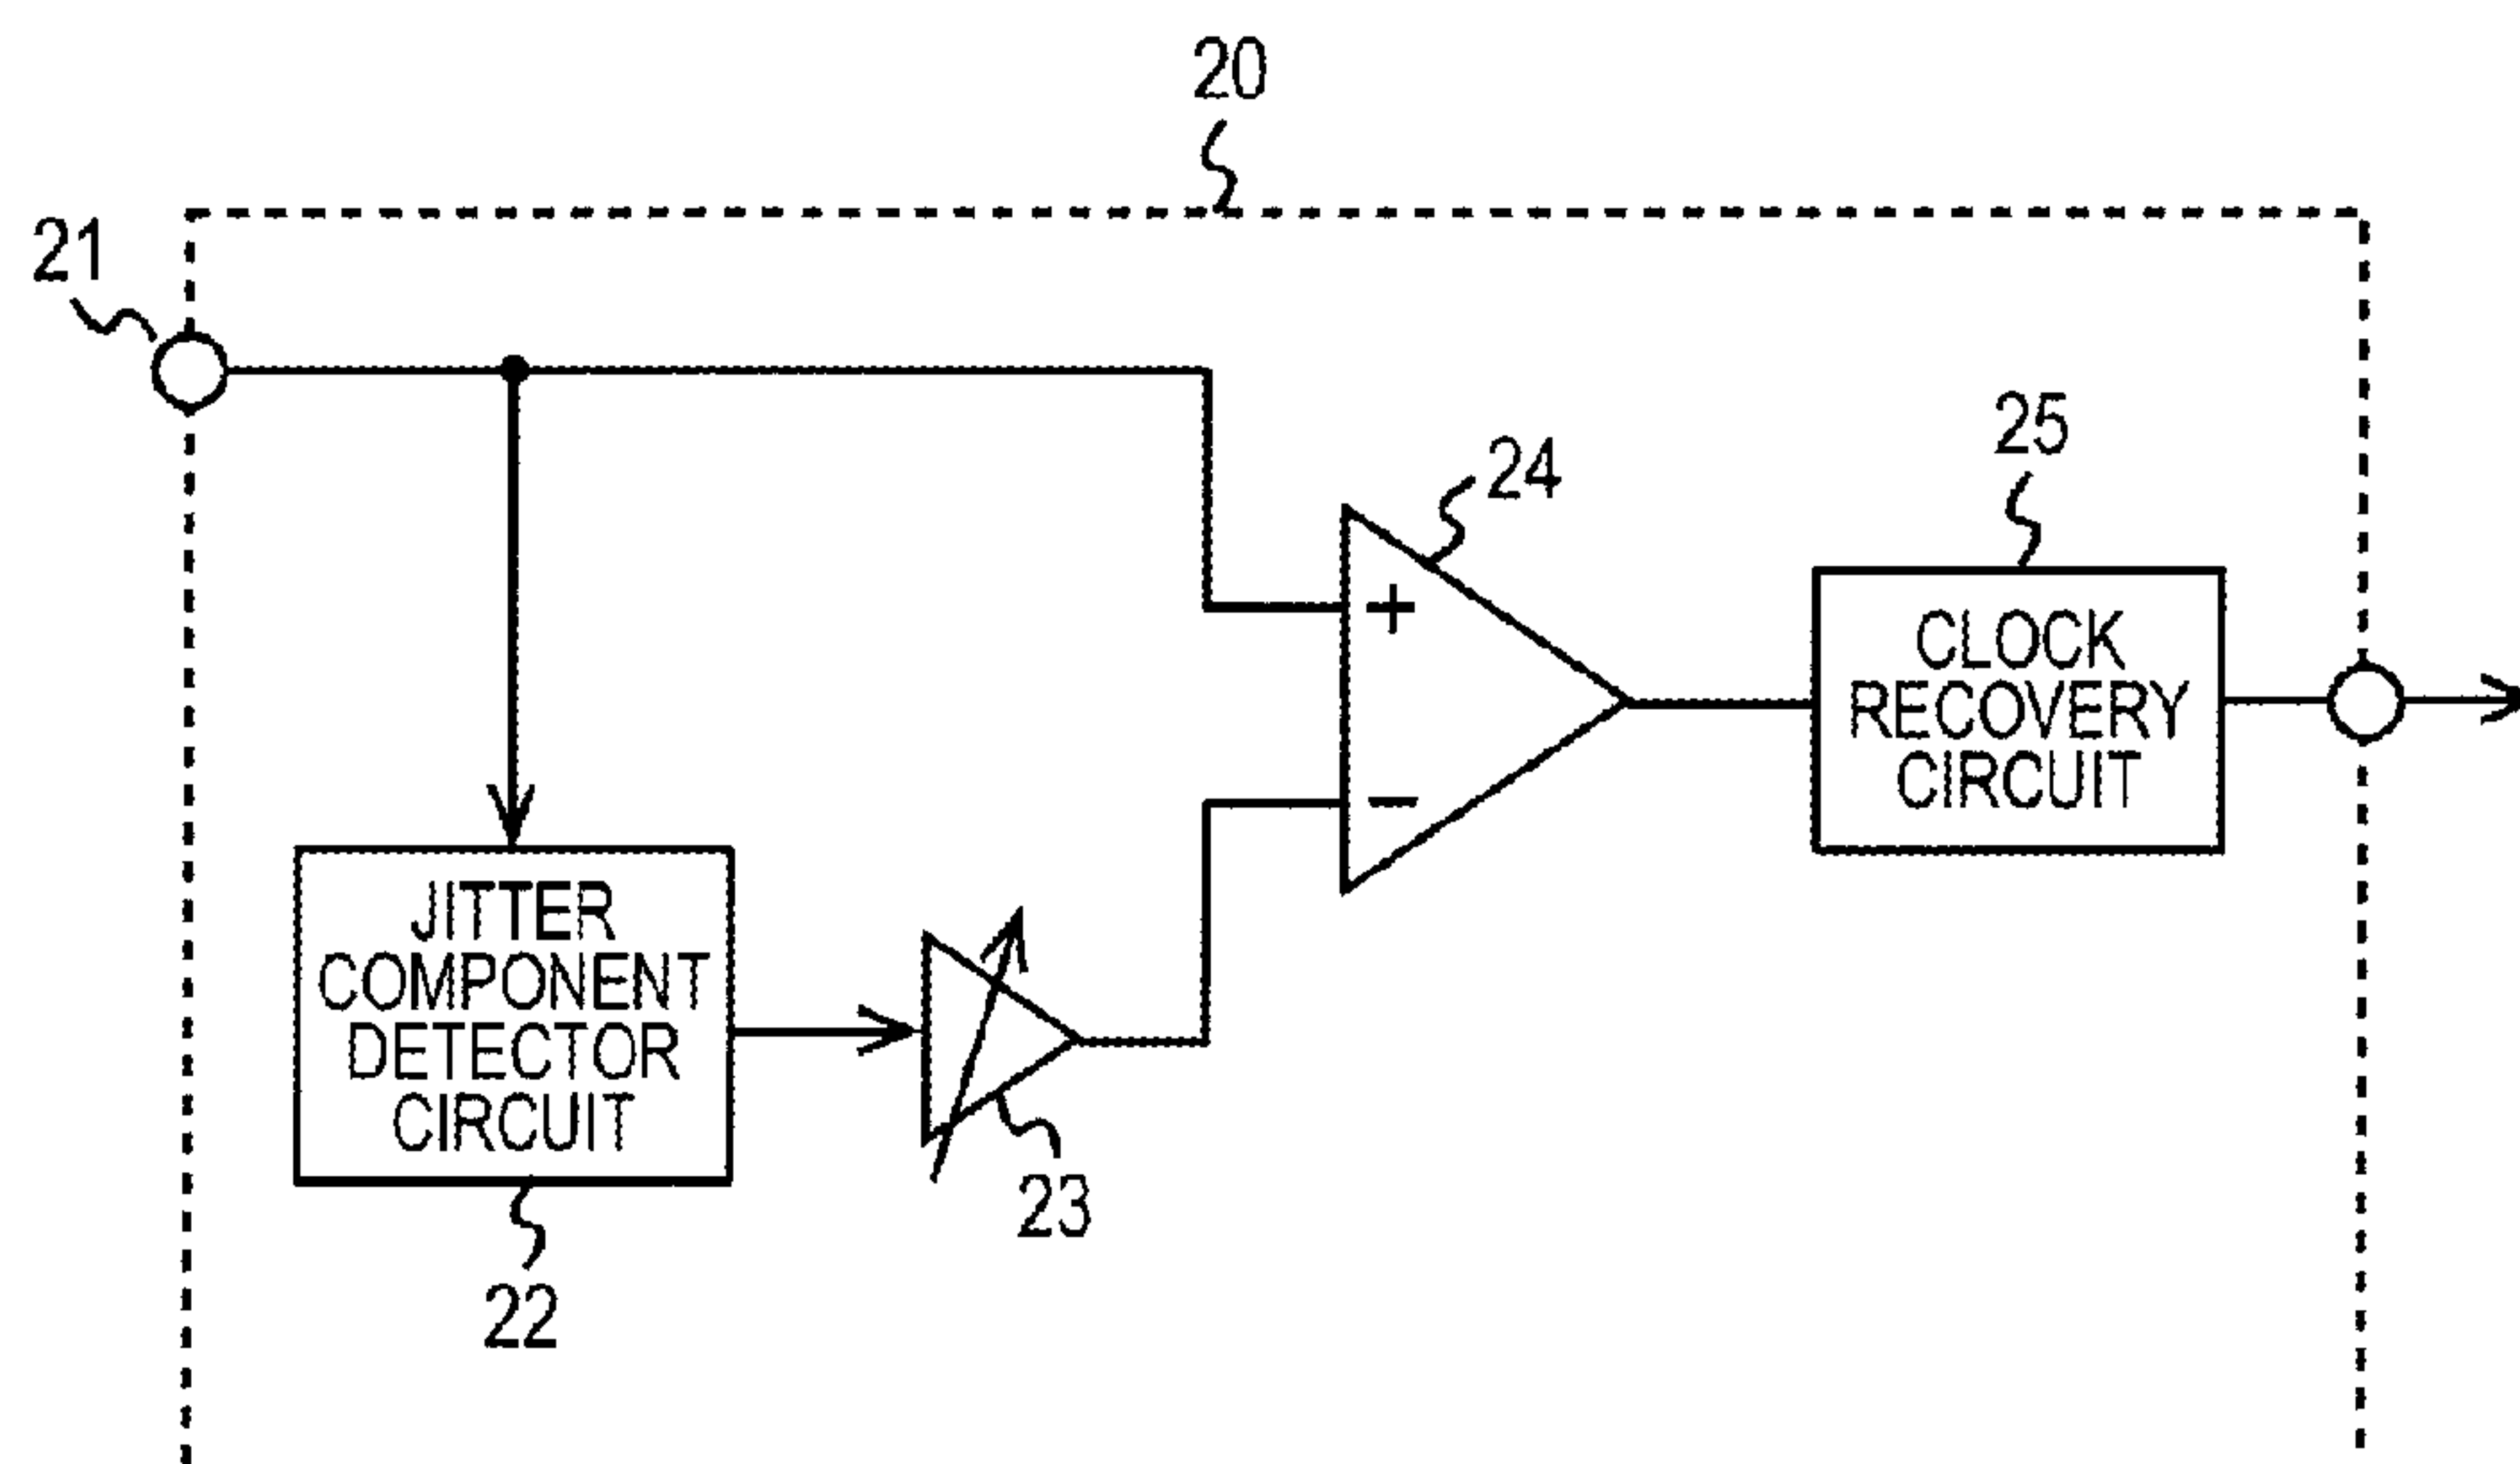 20
21
24
25
+
−
CLOCK
RECOVERY
CIRCUIT
JITTER
COMPONENT
DETECTOR
CIRCUIT
23
22